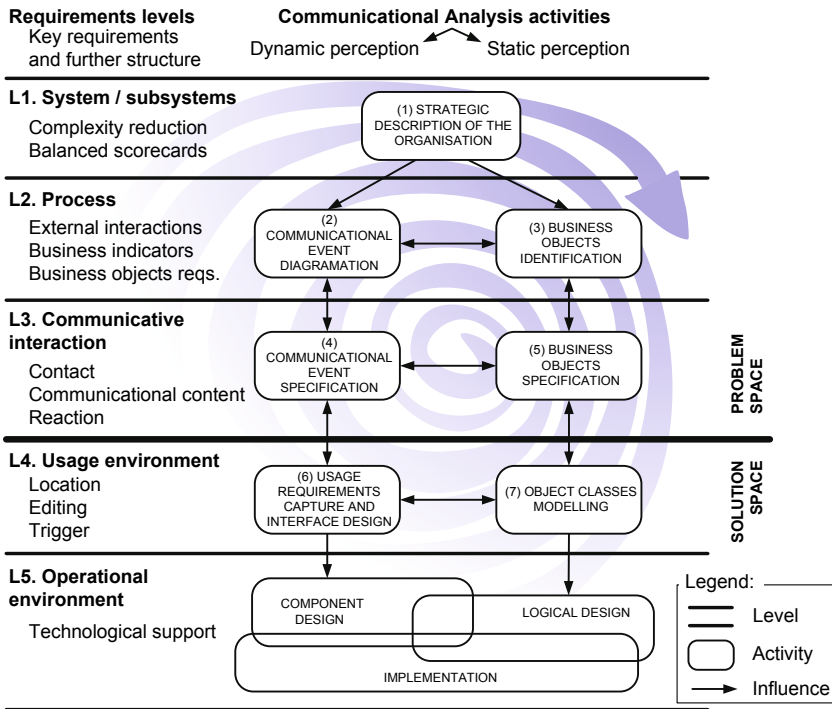 Requirements levels
Key requirements
and further structure
Communicational Analysis activities
Dynamic perception
Static perception
L1. System / subsystems
Complexity reduction
Balanced scorecards
(1) STRATEGIC
DESCRIPTION OF THE
ORGANISATION
L2. Process
External interactions
Business indicators
Business objects reqs.
(2)
COMMUNICATIONAL
EVENT
DIAGRAMATION
(3) BUSINESS
OBJECTS
IDENTIFICATION
L3. Communicative
interaction
Contact
Communicational content
Reaction
(4)
COMMUNICATIONAL
EVENT
SPECIFICATION
(5) BUSINESS
OBJECTS
SPECIFICATION
PROBLEM
SPACE
L4. Usage environment
Location
Editing
Trigger
(6) USAGE
REQUIREMENTS
CAPTURE AND
INTERFACE DESIGN
(7) OBJECT CLASSES
MODELLING
SOLUTION
SPACE
L5. Operational
environment
Technological support
COMPONENT
DESIGN
LOGICAL DESIGN
IMPLEMENTATION
Legend:
Level
Activity
Influence